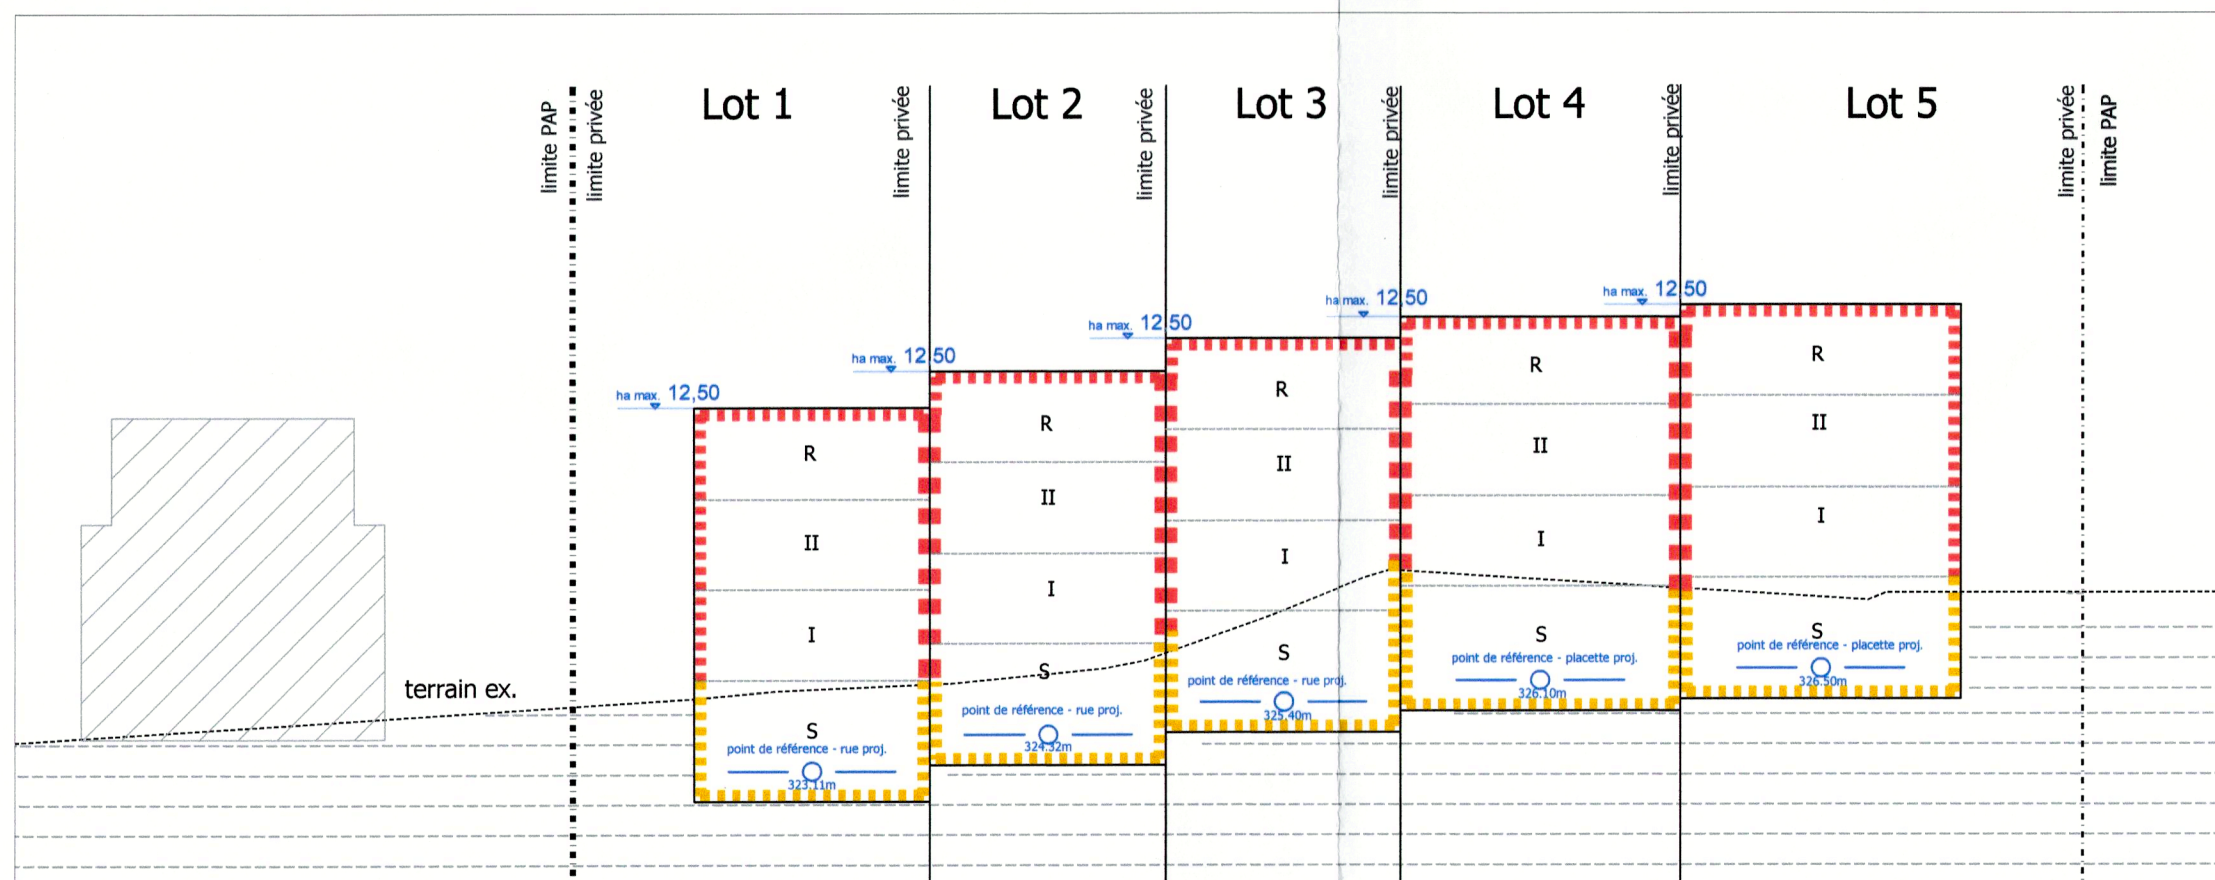 limite PAP
limite privée
Lot 1
limite privée
Lot 2
limite privée
Lot 3
limite privée
Lot 4
limite privée
Lot 5
limite privée
limite PAP
ha max. 12,50
ha max. 12,50
ha max. 12,50
ha max. 12,50
ha max. 12,50
R
II
I
S
point de référence - rue proj.
323.11m
R
II
I
S
point de référence - rue proj.
324.32m
R
II
I
S
point de référence - rue proj.
325.40m
R
II
I
S
point de référence - placette proj.
326.10m
R
II
I
S
point de référence - placette proj.
326.50m
terrain ex.